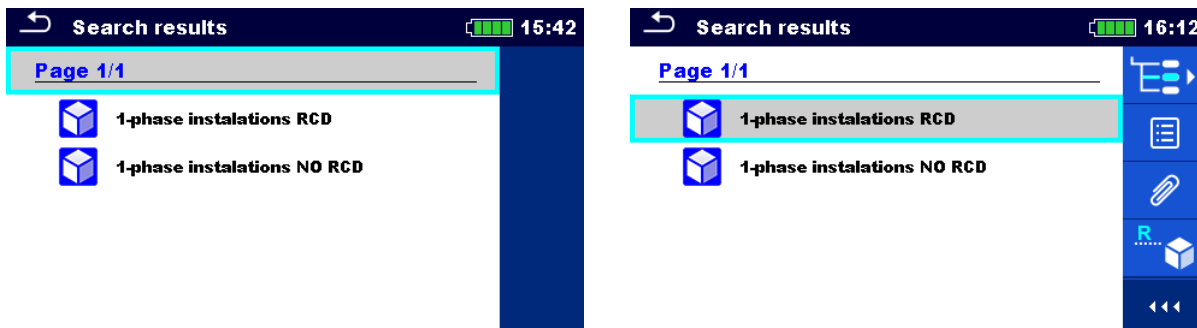 Search results 15:42
Page 1/1
1-phase instalations RCD
1-phase instalations NO RCD
Search results 16:12
Page 1/1
1-phase instalations RCD
1-phase instalations NO RCD
R